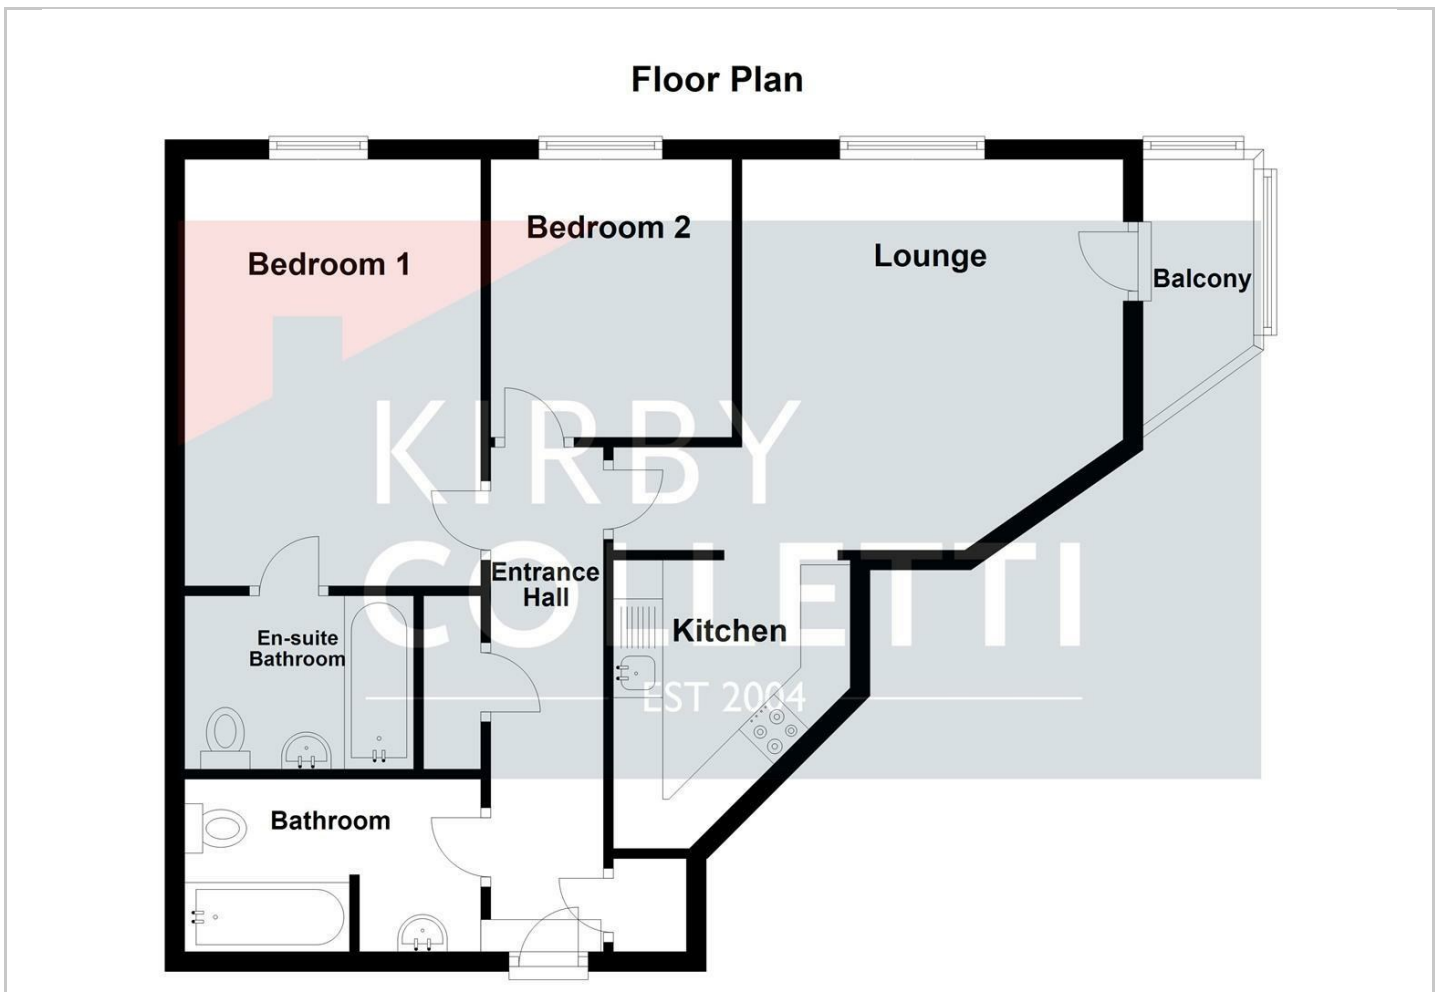 Floor Plan
Bedroom 1
Bedroom 2
Lounge
Balcony
KIRBY
COLLETTI
EST 2004
Entrance
Hall
Kitchen
En-suite
Bathroom
Bathroom